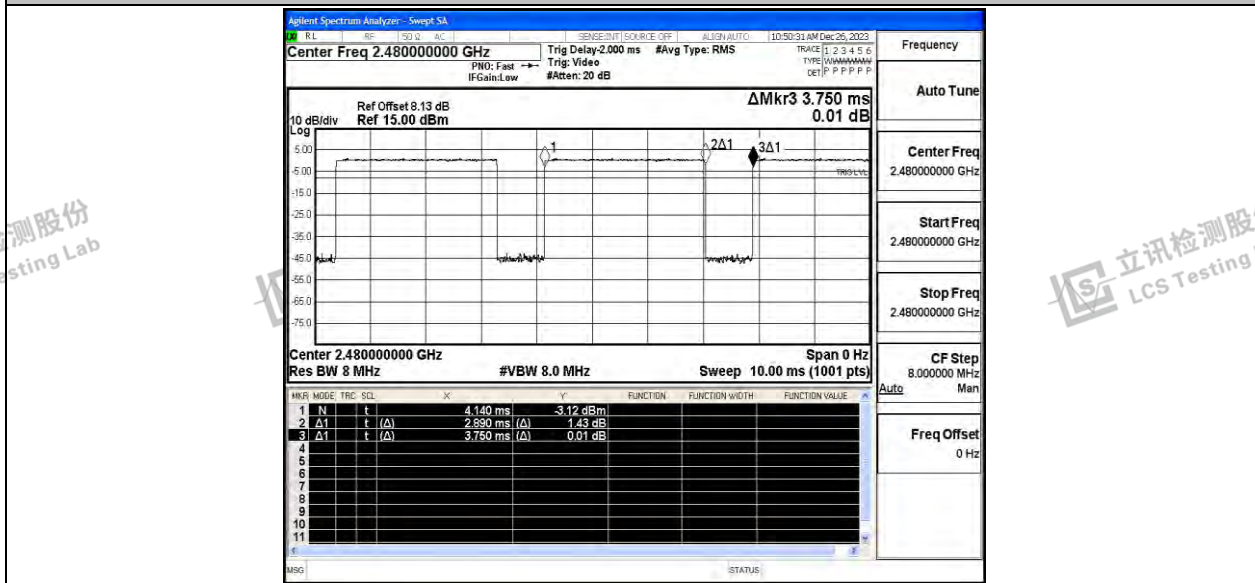 Agilent Spectrum Analyzer - Swept SA
RL RF 50 Ω AC SENSE:INT SOURCE OFF ALIGN AUTO 10:50:31 AM Dec 26, 2023
Center Freq 2.480000000 GHz
PNO: Fast
IFGain:Low
Trig Delay-2.000 ms #Avg Type: RMS
Trig: Video
#Atten: 20 dB
TRACE 1 2 3 4 5 6
TYPE
DET P P P P P P
Ref Offset 8.13 dB
10 dB/div Ref 15.00 dBm
Log
ΔMkr3 3.750 ms
0.01 dB
1
2Δ1
3Δ1
TRIG LVL
5.00
-5.00
-15.0
-25.0
-35.0
-45.0
-55.0
-65.0
-75.0
Center 2.480000000 GHz Span 0 Hz
Res BW 8 MHz #VBW 8.0 MHz Sweep 10.00 ms (1001 pts)
MKR MODE TRC SCL X Y FUNCTION FUNCTION WIDTH FUNCTION VALUE
1 N t 4.140 ms -3.12 dBm
2 Δ1 t (Δ) 2.890 ms (Δ) 1.43 dB
3 Δ1 t (Δ) 3.750 ms (Δ) 0.01 dB
4
5
6
7
8
9
10
11
MSG STATUS
Frequency
Auto Tune
Center Freq
2.480000000 GHz
Start Freq
2.480000000 GHz
Stop Freq
2.480000000 GHz
CF Step
8.000000 MHz
Auto Man
Freq Offset
0 Hz
测股份
sting Lab
立讯检测股
LCS Testing